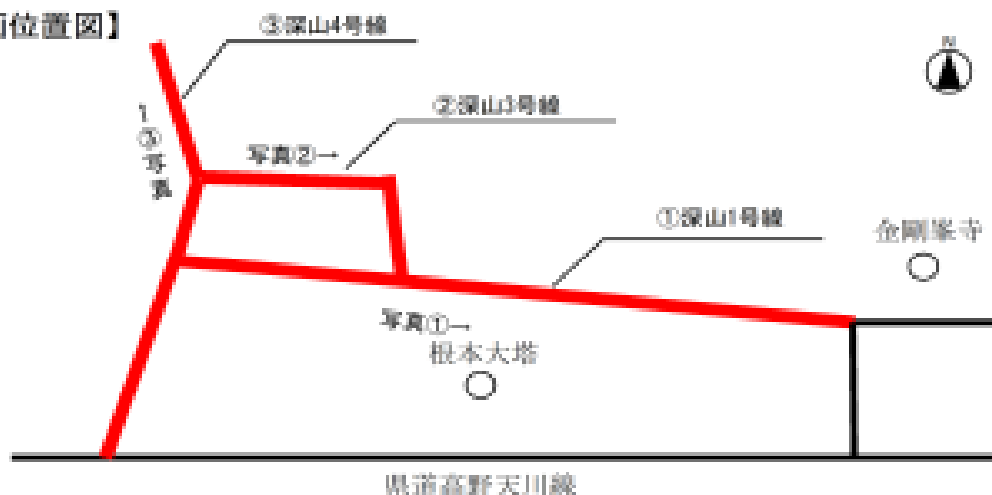 位置図】
③深山4号線
N
②深山3号線
写真②→
①深山1号線
金剛峯寺
写真①→
根本大塔
県道高野天川線